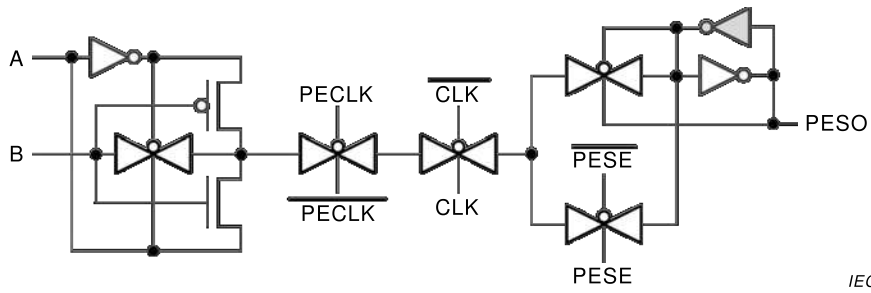 A
B
PECLK
PECLK
CLK
CLK
PESE
PESE
PESO
IEC